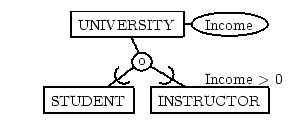 UNIVERSITY Income
o
Income > 0
STUDENT INSTRUCTOR